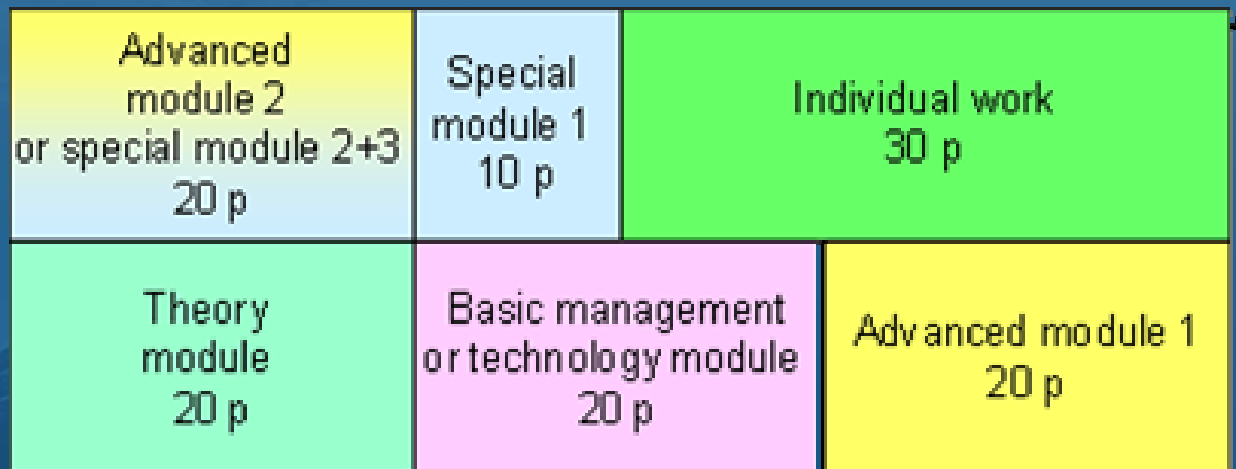 Advanced
module 2
or special module 2+3
20 p
Special
module 1
10 p
Individual work
30 p
Theory
module
20 p
Basic management
or technology module
20 p
Advanced module 1
20 p